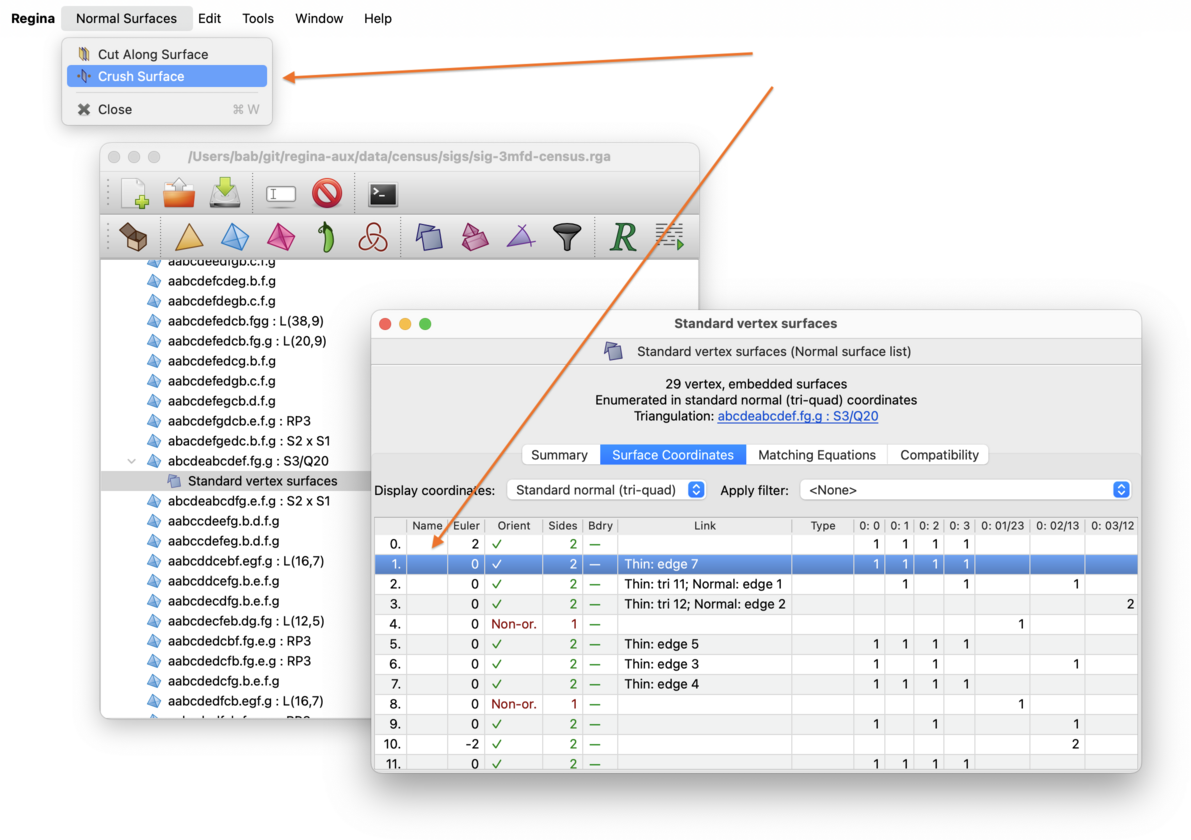 Regina Normal Surfaces Edit Tools Window Help
Cut Along Surface
Crush Surface
Close ⌘ W
/Users/bab/git/regina-aux/data/census/sigs/sig-3mfd-census.rga
R
aabcdeedfgb.c.f.g
aabcdefcdeg.b.f.g
aabcdefdegb.c.f.g
aabcdefedcb.fgg : L(38,9)
aabcdefedcb.fg.g : L(20,9)
aabcdefedcg.b.f.g
aabcdefedgb.c.f.g
aabcdefegcb.d.f.g
aabcdefgdcb.e.f.g : RP3
abacdefgedc.b.f.g : S2 x S1
abcdeabcdef.fg.g : S3/Q20
Standard vertex surfaces
abcdeabcdfg.e.f.g : S2 x S1
aabccdeefg.b.d.f.g
aabccdefeg.b.d.f.g
aabcddcebf.egf.g : L(16,7)
aabcddcefg.b.e.f.g
aabcddecdfg.b.e.f.g
aabcddecfeb.dg.fg : L(12,5)
aabcdedcbf.fg.e.g : RP3
aabcdedcfb.fg.e.g : RP3
aabcdedcfg.b.e.f.g
aabcdedfcb.egf.g : L(16,7)
Standard vertex surfaces
Standard vertex surfaces (Normal surface list)
29 vertex, embedded surfaces
Enumerated in standard normal (tri-quad) coordinates
Triangulation: abcdeabcdef.fg.g : S3/Q20
Summary Surface Coordinates Matching Equations Compatibility
Display coordinates: Standard normal (tri-quad) Apply filter: <None>
Name Euler Orient Sides Bdry Link Type 0: 0 0: 1 0: 2 0: 3 0: 01/23 0: 02/13 0: 03/12
0. 2 ✓ 2 — 1 1 1 1
1. 0 ✓ 2 — Thin: edge 7 1 1 1 1
2. 0 ✓ 2 — Thin: tri 11; Normal: edge 1 1 1 1
3. 0 ✓ 2 — Thin: tri 12; Normal: edge 2 2
4. 0 Non-or. 1 — 1
5. 0 ✓ 2 — Thin: edge 5 1 1 1 1
6. 0 ✓ 2 — Thin: edge 3 1 1 1
7. 0 ✓ 2 — Thin: edge 4 1 1 1 1
8. 0 Non-or. 1 — 1
9. 0 ✓ 2 — 1 1 1
10. -2 ✓ 2 — 2
11. 0 ✓ 2 — 1 1 1 1